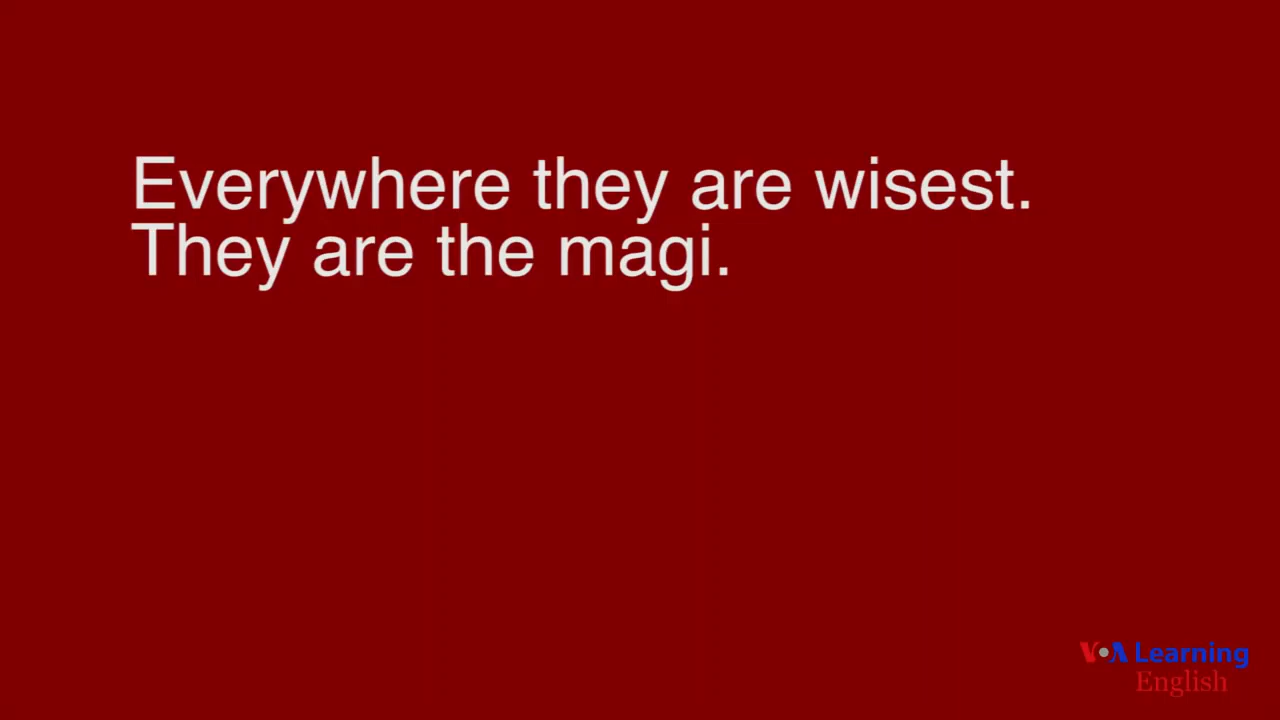 Everywhere they are wisest.
They are the magi.
VOA Learning
English